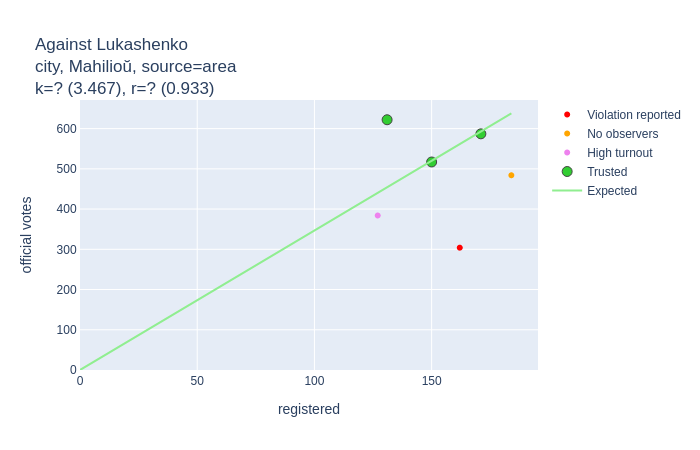 Against Lukashenko
city, Mahilioŭ, source=area
k=? (3.467), r=? (0.933)
Violation reported
No observers
High turnout
Trusted
Expected
official votes
600
500
400
300
200
100
0
0
50
100
150
registered